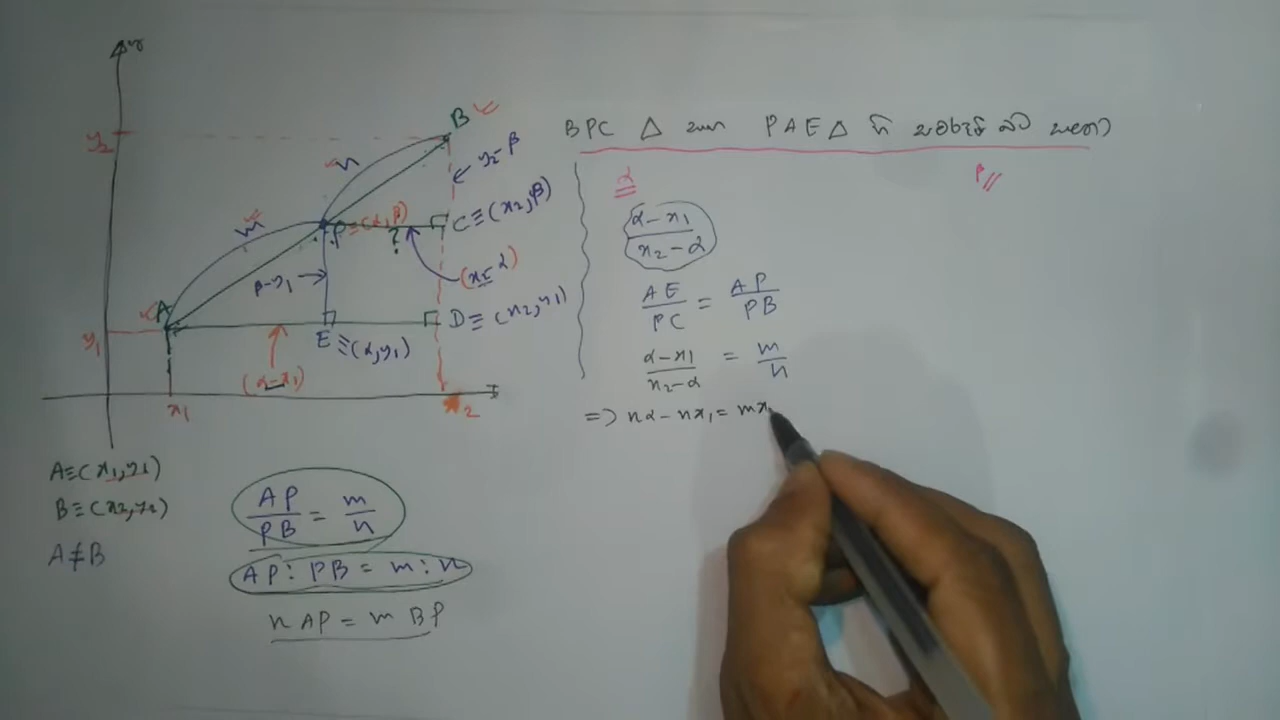 y
B
y₂
n
y₂-β
m
P≡(α,β)
C≡(x₂,β)
?
(x₂-α)
β-y₁
A
D≡(x₂,y₁)
y₁
E≡(α,y₁)
(α-x₁)
x₁
x₂
A≡(x₁,y₁)
B≡(x₂,y₂)
A≠B
AP/PB = m/n
AP:PB = m:n
n AP = m BP
BPC Δ PAE Δ
α
β
α-x₁/x₂-α
AE/PC = AP/PB
α-x₁/x₂-α = m/n
=> nα-nx₁ = mx